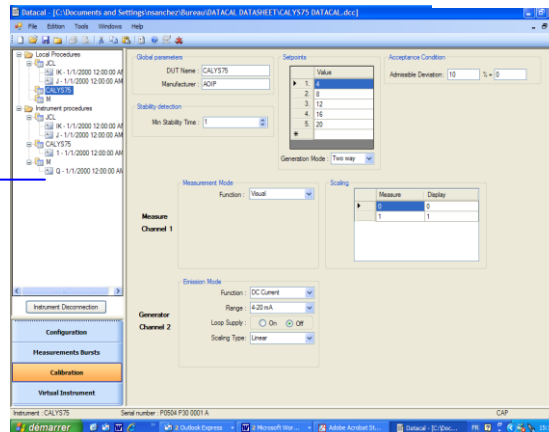 Datacal - [C:\Documents and Settings\nsanchez\Bureau\DATACAL DATASHEET\CALYS75 DATACAL.dcc]
File Edition Tools Windows Help
Local Procedures
JCL
IK - 1/1/2000 12:00:00 AM
J - 1/1/2000 12:00:00 AM
CALYS75
M
Instrument procedures
JCL
IK - 1/1/2000 12:00:00 AM
J - 1/1/2000 12:00:00 AM
CALYS75
1 - 1/1/2000 12:00:00 AM
M
Q - 1/1/2000 12:00:00 AM
Instrument Disconnection
Configuration
Measurements Bursts
Calibration
Virtual Instrument
Global parameters
DUT Name : CALYS75
Manufacturer : AOIP
Stability detection
Min Stability Time : 1
Setpoints
Value
1. 4
2. 8
3. 12
4. 16
5. 20
Generation Mode : Two way
Acceptance Condition
Admissible Deviation: 10 % + 0
Measure
Channel 1
Measurement Mode
Function : Visual
Scaling
Measure Display
0 0
1 1
Generator
Channel 2
Emission Mode
Function : DC Current
Range : 4-20 mA
Loop Supply : On Off
Scaling Type: Linear
Instrument : CALYS75 Serial number : P0504 P30 0001 A CAP
démarrer 2 Outlook Express 2 Microsoft Wor... Adobe Acrobat St... Datacal - [C:\Doc... FR